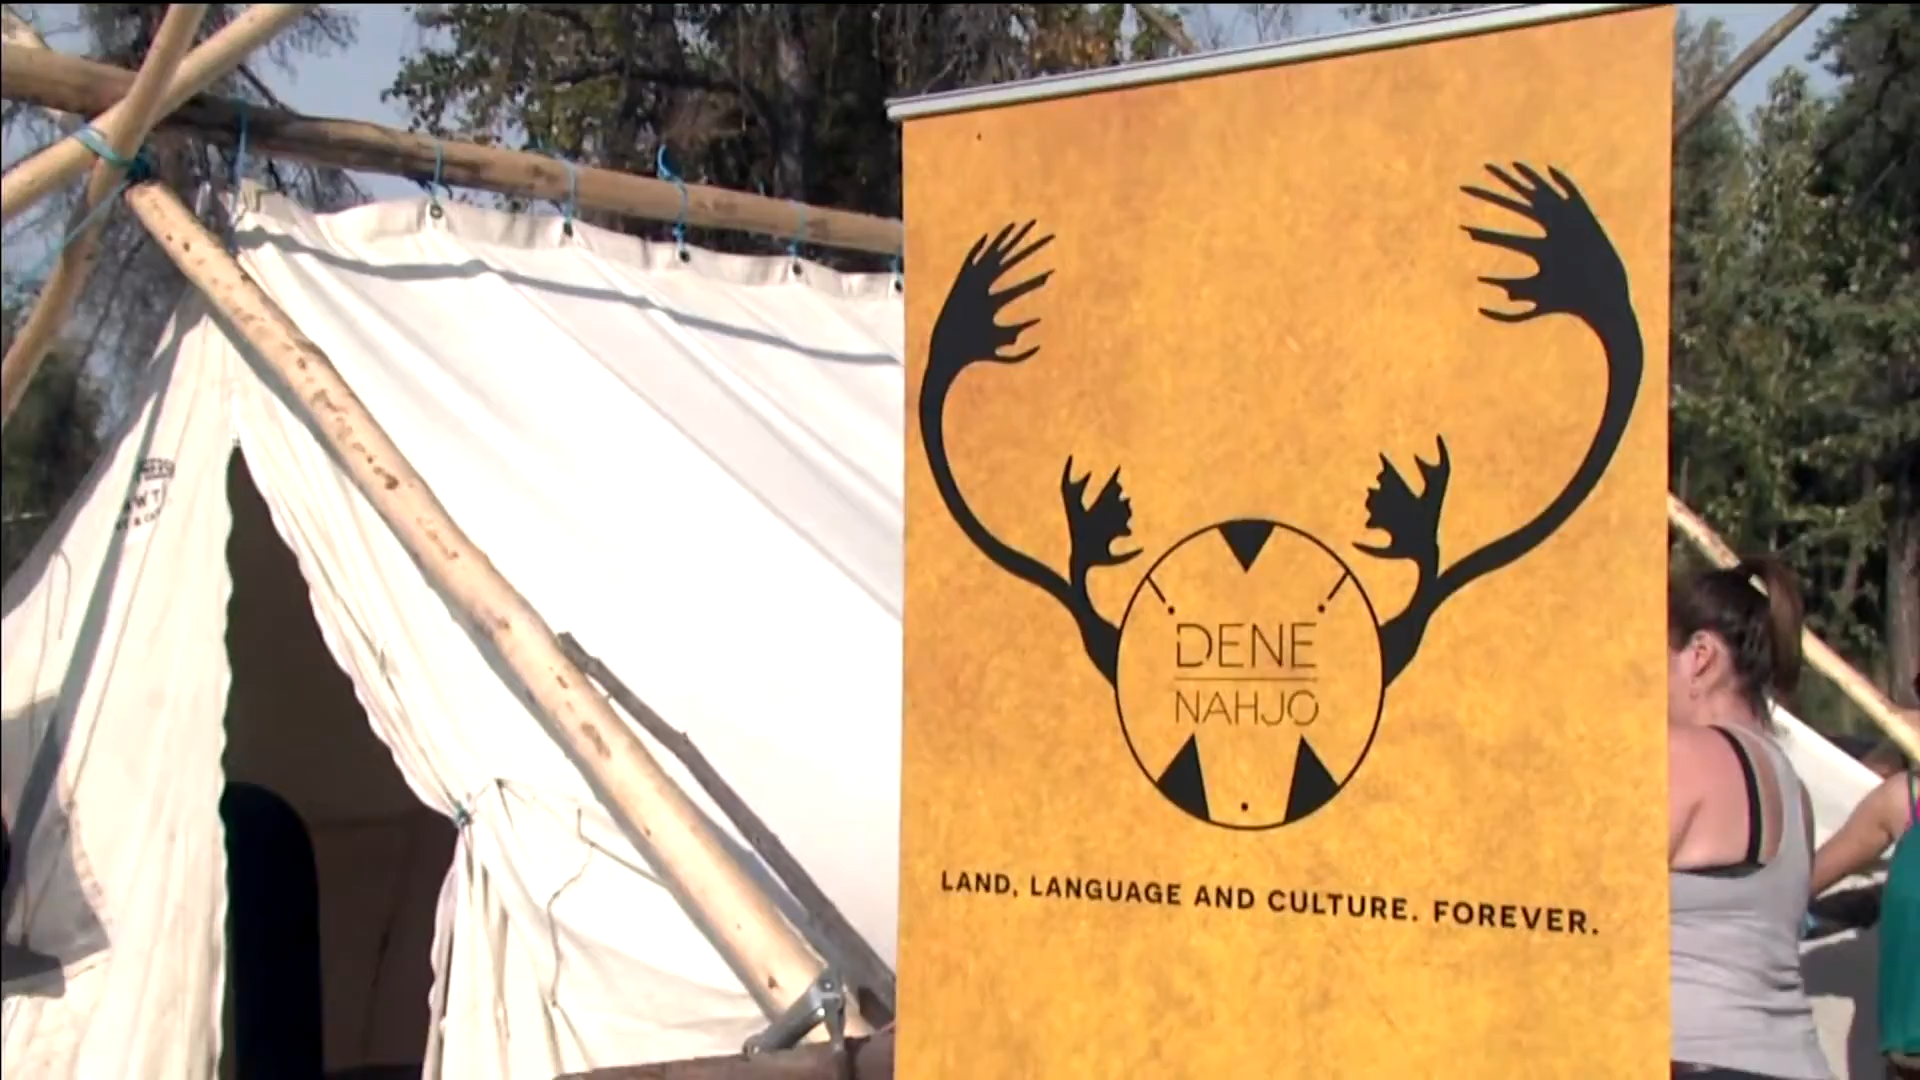 DENE
NAHJO
LAND, LANGUAGE AND CULTURE. FOREVER.